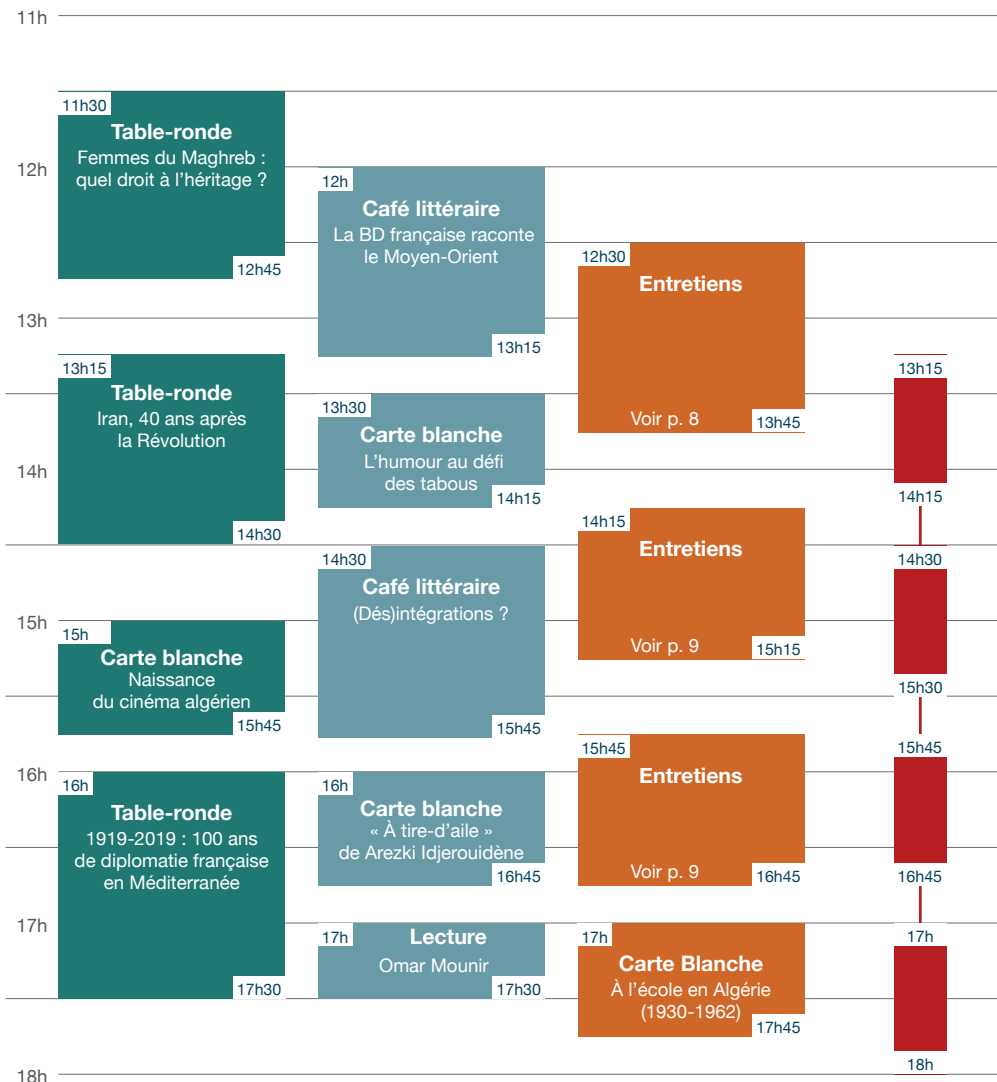 11h
12h
13h
14h
15h
16h
17h
18h
11h30
Table-ronde
Femmes du Maghreb :
quel droit à l’héritage ?
12h45
13h15
Table-ronde
Iran, 40 ans après
la Révolution
14h30
15h
Carte blanche
Naissance
du cinéma algérien
15h45
16h
Table-ronde
1919-2019 : 100 ans
de diplomatie française
en Méditerranée
17h30
12h
Café littéraire
La BD française raconte
le Moyen-Orient
13h15
13h30
Carte blanche
L’humour au défi
des tabous
14h15
14h30
Café littéraire
(Dés)intégrations ?
15h45
16h
Carte blanche
« À tire-d’aile »
de Arezki Idjerouidène
16h45
17h
Lecture
Omar Mounir
17h30
12h30
Entretiens
Voir p. 8
13h45
14h15
Entretiens
Voir p. 9
15h15
15h45
Entretiens
Voir p. 9
16h45
17h
Carte Blanche
À l’école en Algérie
(1930-1962)
17h45
13h15
14h15
14h30
15h30
15h45
16h45
17h
18h